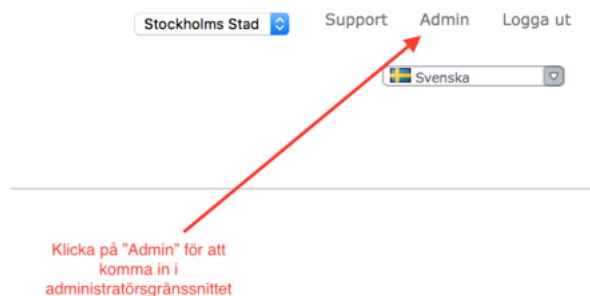 Stockholms Stad Support Admin Logga ut
Svenska
Klicka på "Admin" för att
komma in i
administratörsgränssnittet